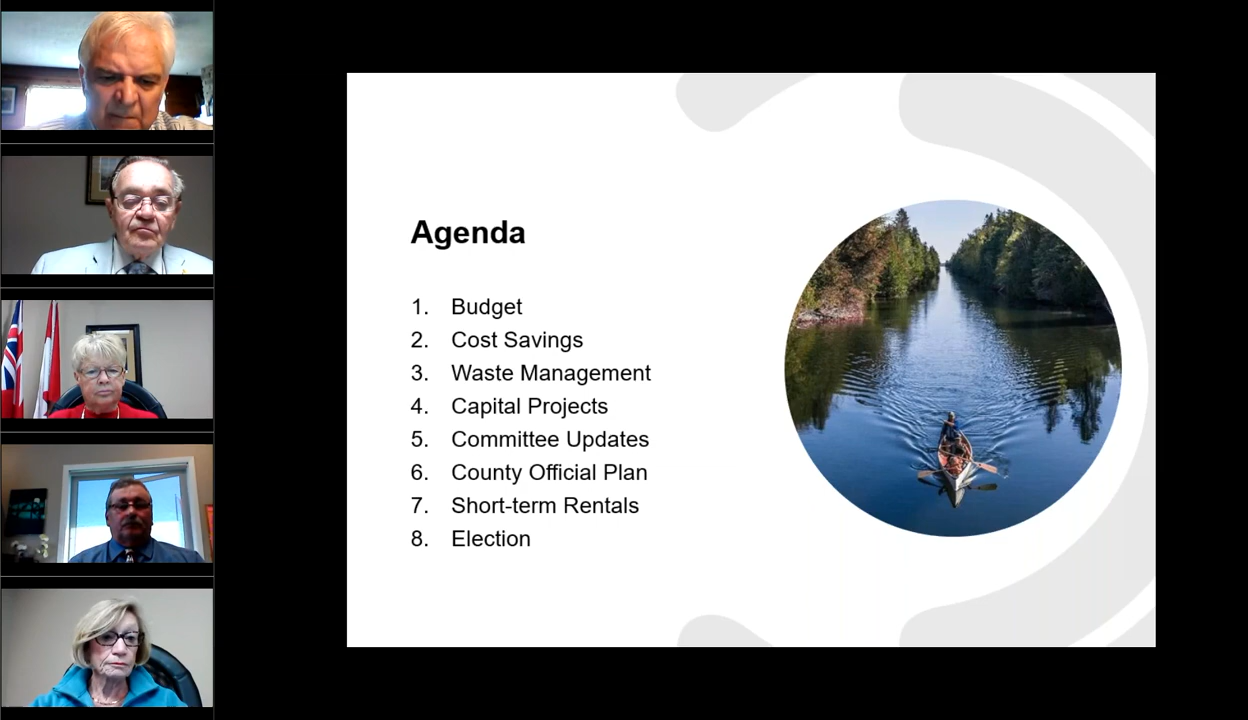 Agenda
1. Budget
2. Cost Savings
3. Waste Management
4. Capital Projects
5. Committee Updates
6. County Official Plan
7. Short-term Rentals
8. Election